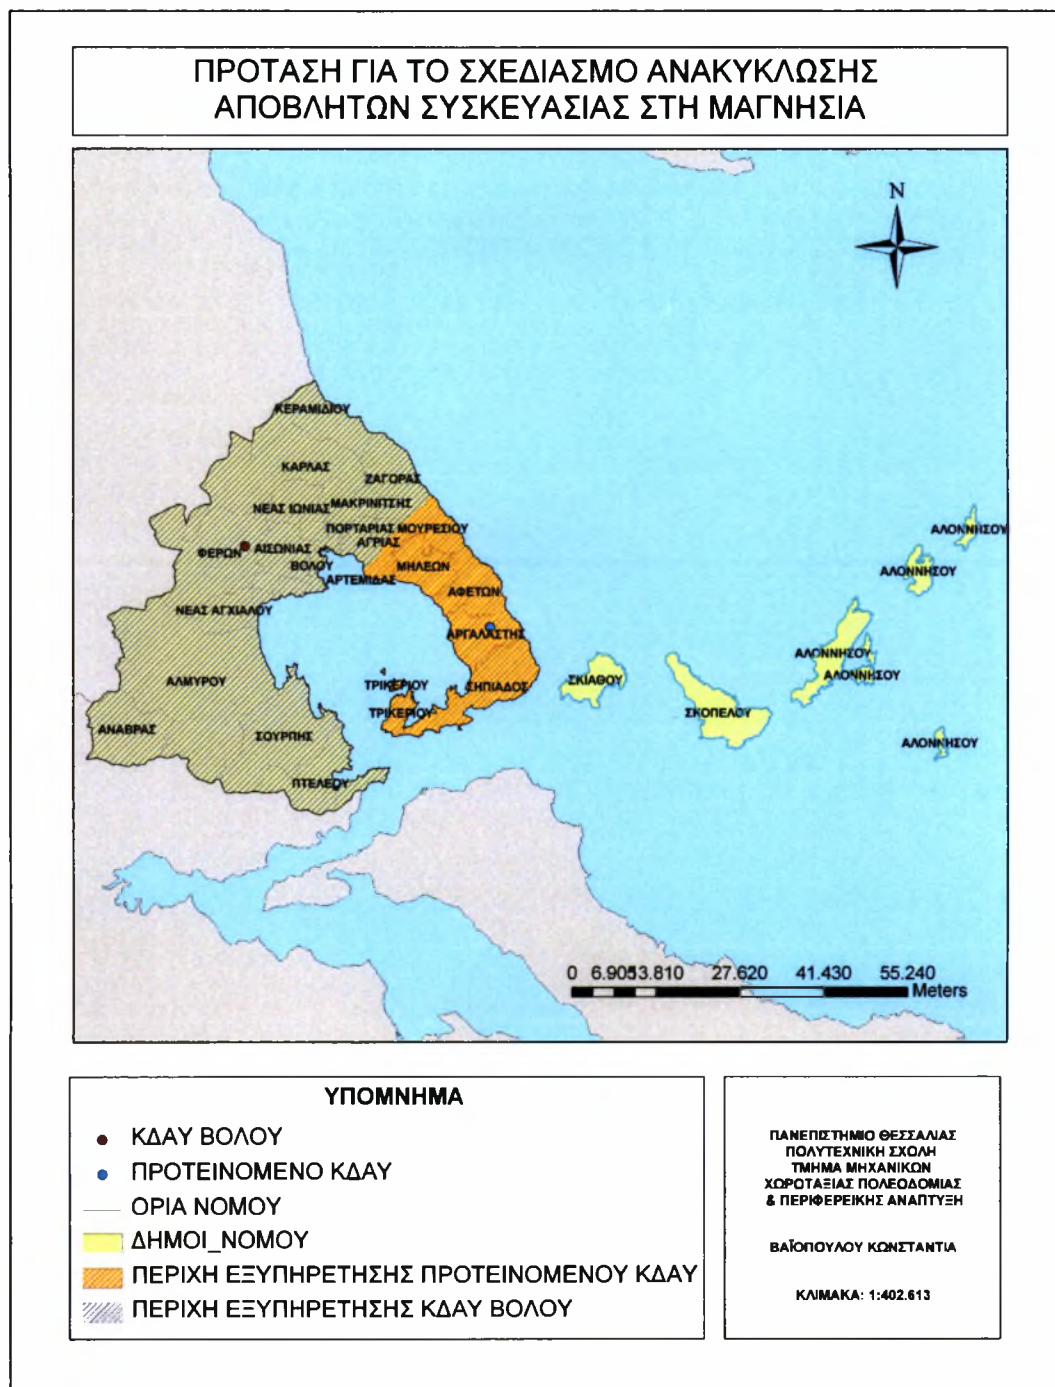 ΠΡΟΤΑΣΗ ΓΙΑ ΤΟ ΣΧΕΔΙΑΣΜΟ ΑΝΑΚΥΚΛΩΣΗΣ
ΑΠΟΒΛΗΤΩΝ ΣΥΣΚΕΥΑΣΙΑΣ ΣΤΗ ΜΑΓΝΗΣΙΑ
N
ΚΕΡΑΜΙΔΙΟΥ
ΚΑΡΛΑΣ
ΖΑΓΟΡΑΣ
ΝΕΑΣ ΙΩΝΙΑΣ
ΜΑΚΡΙΝΙΤΣΗΣ
ΠΟΡΤΑΡΙΑΣ
ΜΟΥΡΕΣΙΟΥ
ΑΓΡΙΑΣ
ΦΕΡΩΝ
ΑΙΣΩΝΙΑΣ
ΒΟΛΟΥ
ΜΗΛΕΩΝ
ΑΡΤΕΜΙΔΑΣ
ΑΦΕΤΩΝ
ΝΕΑΣ ΑΓΧΙΑΛΟΥ
ΑΡΓΑΛΑΣΤΗΣ
ΑΛΜΥΡΟΥ
ΤΡΙΚΕΡΙΟΥ
ΣΗΠΙΑΔΟΣ
ΤΡΙΚΕΡΙΟΥ
ΑΝΑΒΡΑΣ
ΣΟΥΡΠΗΣ
ΠΤΕΛΕΟΥ
ΣΚΙΑΘΟΥ
ΣΚΟΠΕΛΟΥ
ΑΛΟΝΝΗΣΟΥ
ΑΛΟΝΝΗΣΟΥ
ΑΛΟΝΝΗΣΟΥ
ΑΛΟΝΝΗΣΟΥ
ΑΛΟΝΝΗΣΟΥ
0 6.905 13.810 27.620 41.430 55.240
Meters
ΥΠΟΜΝΗΜΑ
ΚΔΑΥ ΒΟΛΟΥ
ΠΡΟΤΕΙΝΟΜΕΝΟ ΚΔΑΥ
ΟΡΙΑ ΝΟΜΟΥ
ΔΗΜΟΙ_ΝΟΜΟΥ
ΠΕΡΙΧΗ ΕΞΥΠΗΡΕΤΗΣΗΣ ΠΡΟΤΕΙΝΟΜΕΝΟΥ ΚΔΑΥ
ΠΕΡΙΧΗ ΕΞΥΠΗΡΕΤΗΣΗΣ ΚΔΑΥ ΒΟΛΟΥ
ΠΑΝΕΠΙΣΤΗΜΙΟ ΘΕΣΣΑΛΙΑΣ
ΠΟΛΥΤΕΧΝΙΚΗ ΣΧΟΛΗ
ΤΜΗΜΑ ΜΗΧΑΝΙΚΩΝ
ΧΩΡΟΤΑΞΙΑΣ ΠΟΛΕΟΔΟΜΙΑΣ
& ΠΕΡΙΦΕΡΕΙΚΗΣ ΑΝΑΠΤΥΞΗ
ΒΑΪΟΠΟΥΛΟΥ ΚΩΝΣΤΑΝΤΙΑ
ΚΛΙΜΑΚΑ: 1:402.613